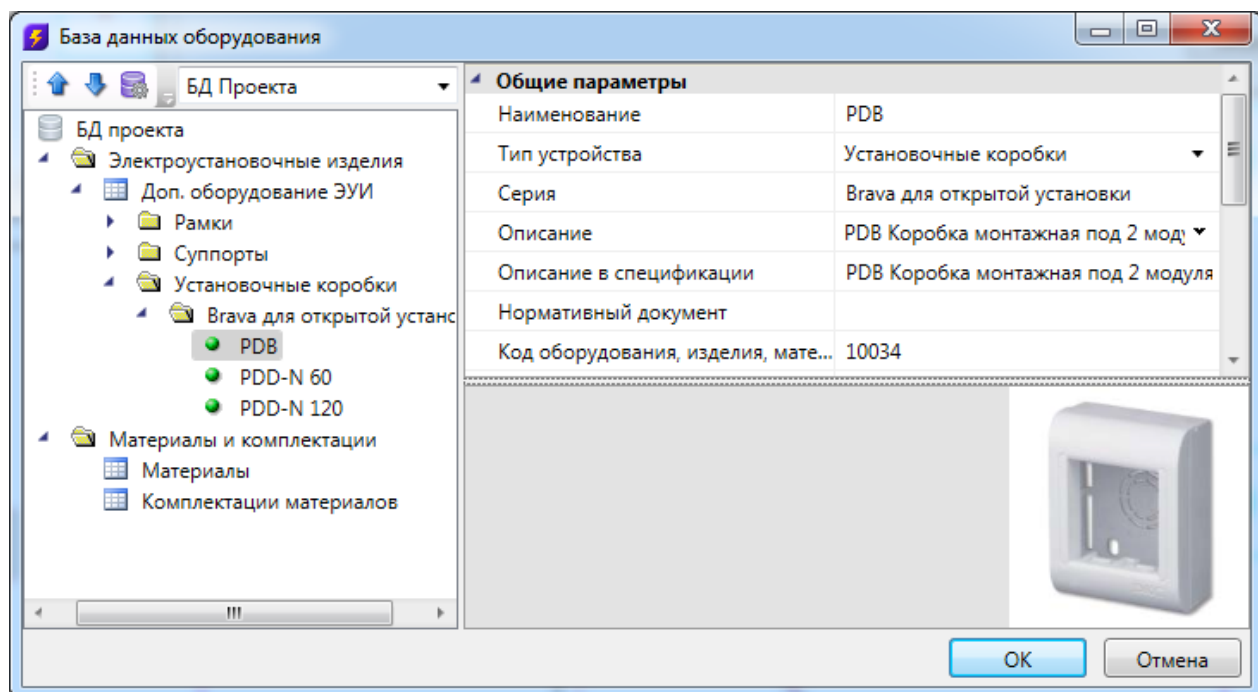 База данных оборудования
БД Проекта
БД проекта
Электроустановочные изделия
Доп. оборудование ЭУИ
Рамки
Суппорты
Установочные коробки
Brava для открытой установ
PDB
PDD-N 60
PDD-N 120
Материалы и комплектации
Материалы
Комплектации материалов
Общие параметры
Наименование PDB
Тип устройства Установочные коробки
Серия Brava для открытой установки
Описание PDB Коробка монтажная под 2 мод
Описание в спецификации PDB Коробка монтажная под 2 модуля
Нормативный документ
Код оборудования, изделия, мате... 10034
OK Отмена